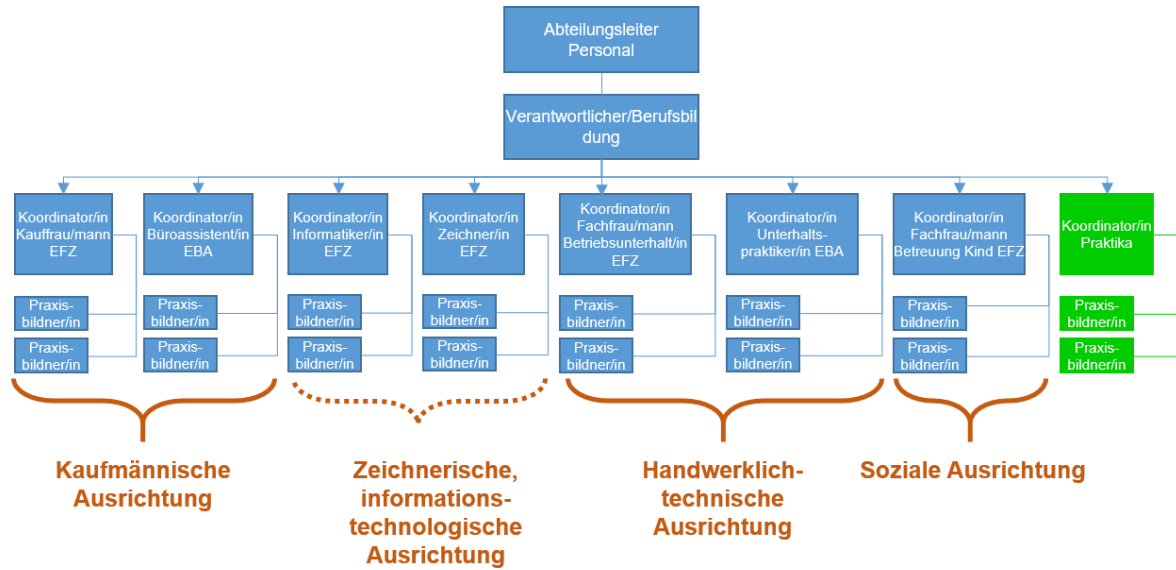 Abteilungsleiter
Personal
Verantwortlicher/Berufsbil
dung
Koordinator/in
Kauffrau/mann
EFZ
Koordinator/in
Büroassistent/in
EBA
Koordinator/in
Informatiker/in
EFZ
Koordinator/in
Zeichner/in
EFZ
Koordinator/in
Fachfrau/mann
Betriebsunterhalt/in
EFZ
Koordinator/in
Unterhalts-
praktiker/in EBA
Koordinator/in
Fachfrau/mann
Betreuung Kind EFZ
Koordinator/in
Praktika
Praxis-
bildner/in
Praxis-
bildner/in
Praxis-
bildner/in
Praxis-
bildner/in
Praxis-
bildner/in
Praxis-
bildner/in
Praxis-
bildner/in
Praxis-
bildner/in
Praxis-
bildner/in
Praxis-
bildner/in
Praxis-
bildner/in
Praxis-
bildner/in
Praxis-
bildner/in
Praxis-
bildner/in
Praxis-
bildner/in
Praxis-
bildner/in
Kaufmännische
Ausrichtung
Zeichnerische,
informations-
technologische
Ausrichtung
Handwerklich-
technische
Ausrichtung
Soziale Ausrichtung